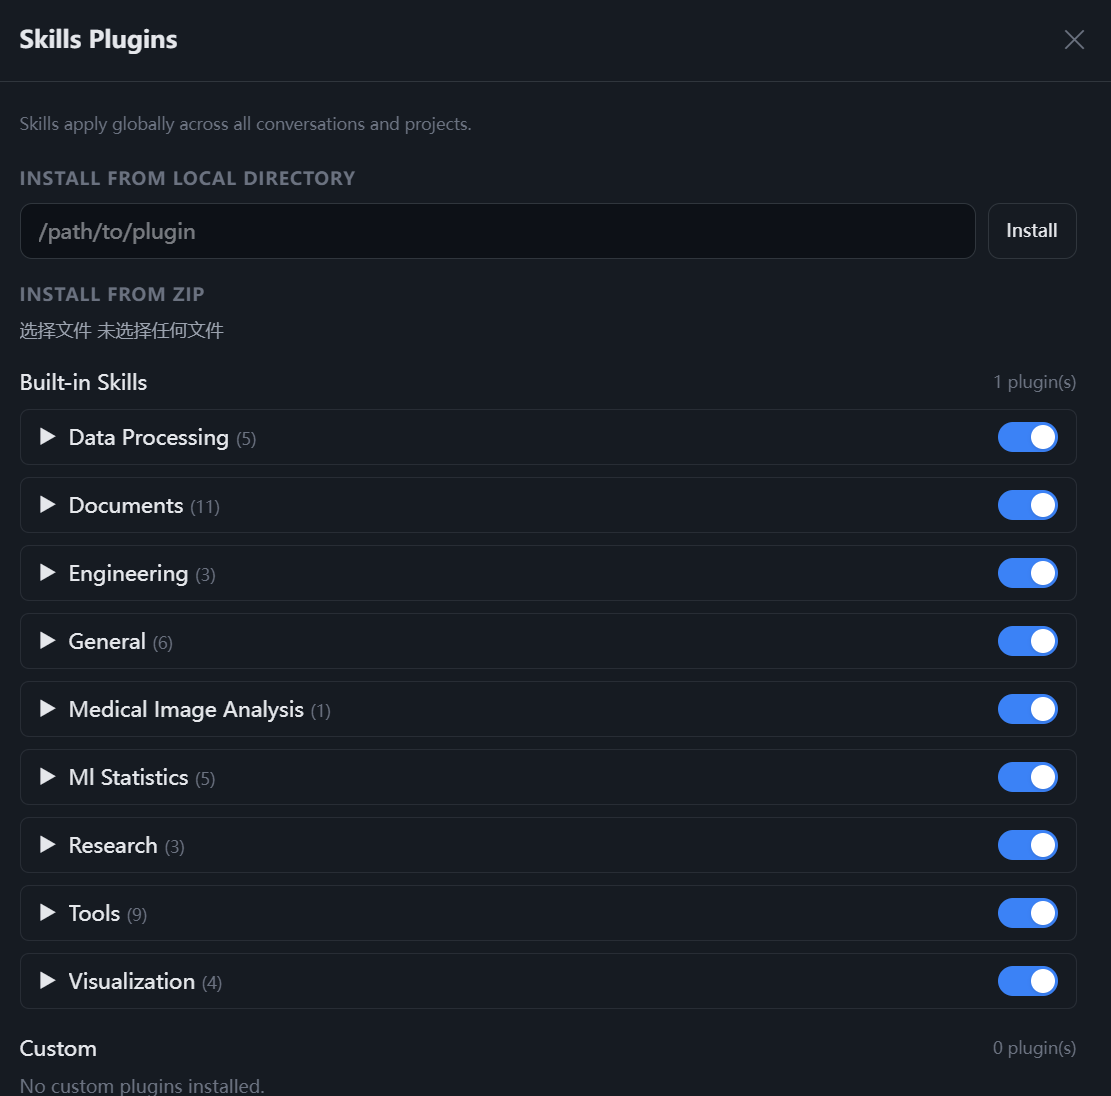 Skills Plugins
Skills apply globally across all conversations and projects.
INSTALL FROM LOCAL DIRECTORY
/path/to/plugin Install
INSTALL FROM ZIP
选择文件 未选择任何文件
Built-in Skills 1 plugin(s)
Data Processing (5)
Documents (11)
Engineering (3)
General (6)
Medical Image Analysis (1)
Ml Statistics (5)
Research (3)
Tools (9)
Visualization (4)
Custom 0 plugin(s)
No custom plugins installed.